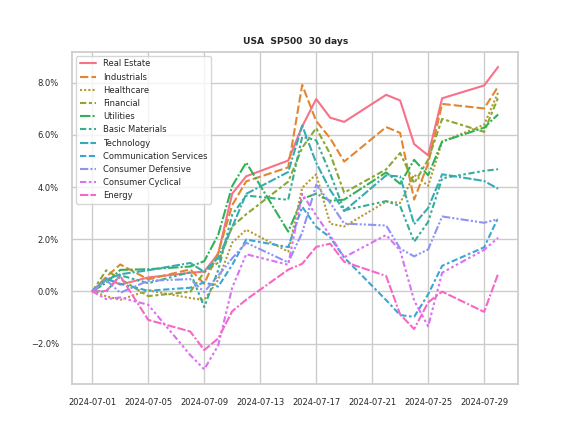 USA SP500 30 days
Real Estate
Industrials
Healthcare
Financial
Utilities
Basic Materials
Technology
Communication Services
Consumer Defensive
Consumer Cyclical
Energy
8.0%
6.0%
4.0%
2.0%
0.0%
−2.0%
2024-07-01 2024-07-05 2024-07-09 2024-07-13 2024-07-17 2024-07-21 2024-07-25 2024-07-29